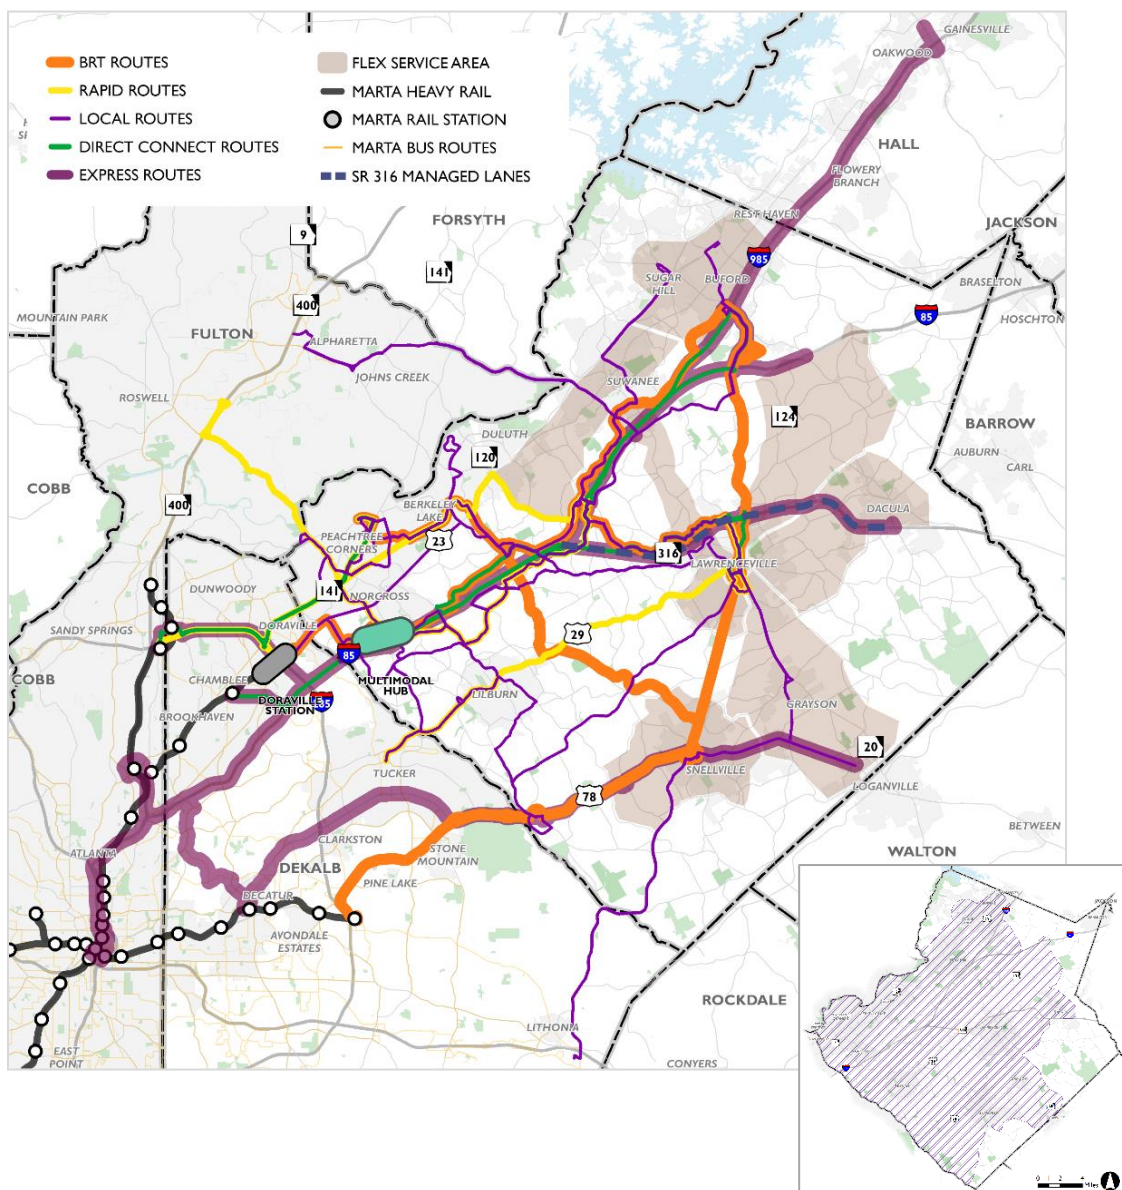 BRT ROUTES
RAPID ROUTES
LOCAL ROUTES
DIRECT CONNECT ROUTES
EXPRESS ROUTES
FLEX SERVICE AREA
MARTA HEAVY RAIL
MARTA RAIL STATION
MARTA BUS ROUTES
SR 316 MANAGED LANES
GAINESVILLE
OAKWOOD
HALL
FLOWERY
BRANCH
REST HAVEN
JACKSON
FORSYTH
9
141
400
985
SUGAR
HILL
BUFORD
BRASELTON
HOSCHTON
85
MOUNTAIN PARK
FULTON
ALPHARETTA
JOHNS CREEK
ROSWELL
SUWANEE
124
BARROW
AUBURN
CARL
DULUTH
120
COBB
400
BERKELEY
LAKE
DACULA
PEACHTREE
CORNERS
23
316
LAWRENCEVILLE
DUNWOODY
141
NORCROSS
SANDY SPRINGS
DORAVILLE
29
85
COBB
CHAMBLEE
MULTIMODAL
HUB
LILBURN
DORAVILLE
STATION
GRAYSON
BROOKHAVEN
20
TUCKER
SNELLVILLE
LOGANVILLE
78
BETWEEN
ATLANTA
CLARKSTON
STONE
MOUNTAIN
WALTON
DEKALB
PINE LAKE
DECATUR
AVONDALE
ESTATES
ROCKDALE
LITHONIA
EAST
POINT
CONYERS
0
2
4
Miles